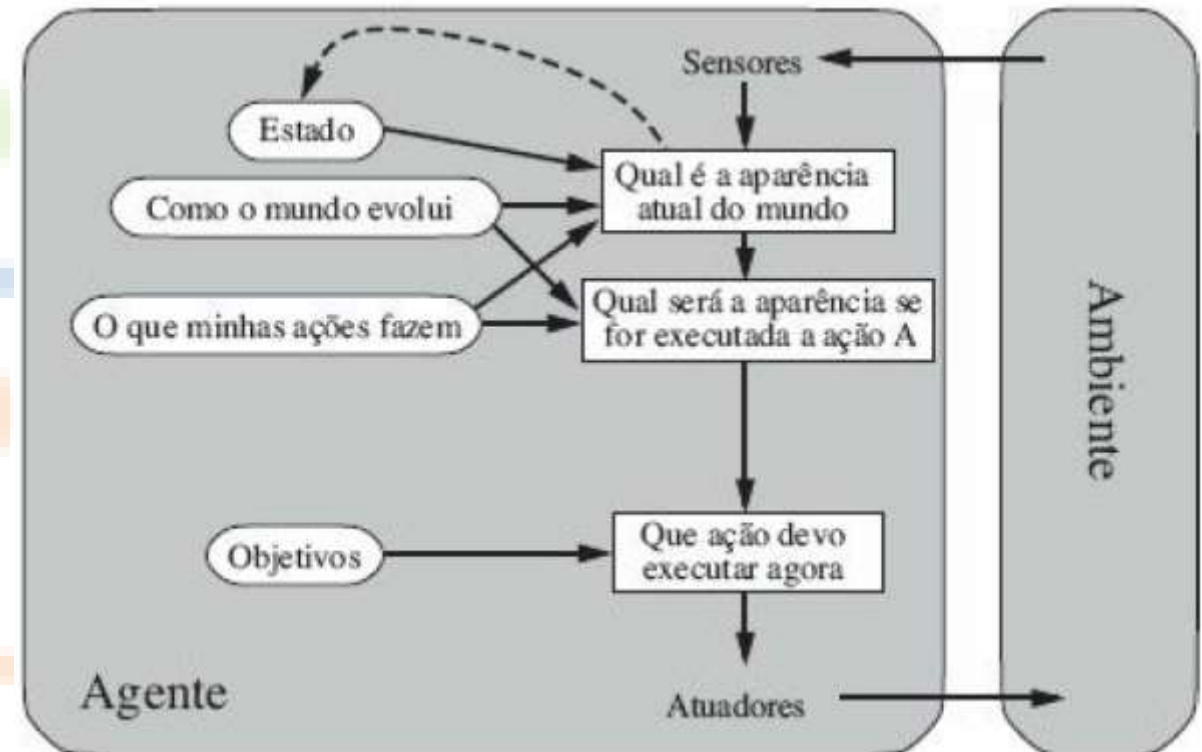 Sensores
Estado
Qual é a aparência
atual do mundo
Como o mundo evolui
Qual será a aparência se
for executada a ação A
O que minhas ações fazem
Ambiente
Que ação devo
executar agora
Objetivos
Agente
Atuadores